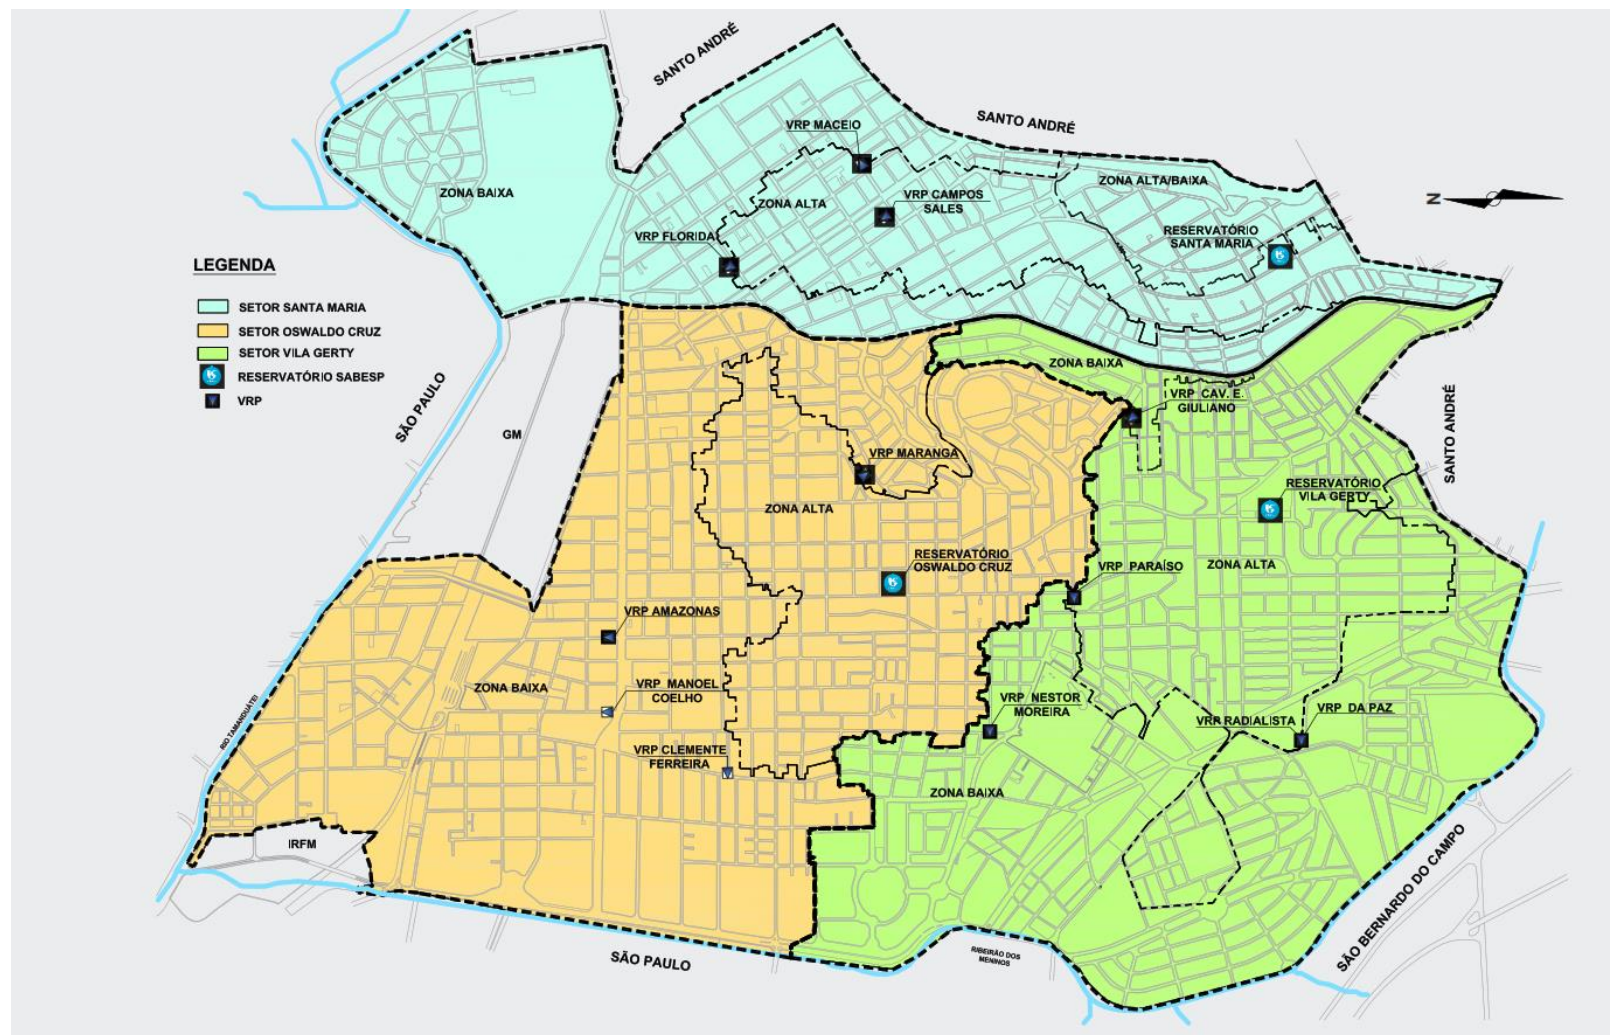 SANTO ANDRÉ
SANTO ANDRÉ
VRP MACEIO
ZONA BAIXA
ZONA ALTA
VRP CAMPOS
SALES
ZONA ALTA/BAIXA
N
VRP FLORIDA
RESERVATÓRIO
SANTA MARIA
LEGENDA
SETOR SANTA MARIA
SETOR OSWALDO CRUZ
SETOR VILA GERTY
RESERVATÓRIO SABESP
VRP
SÃO PAULO
GM
ZONA BAIXA
VRP CAV. E.
GIULIANO
SANTO ANDRÉ
VRP MARANGA
RESERVATÓRIO
VILA GERTY
ZONA ALTA
RESERVATÓRIO
OSWALDO CRUZ
VRP PARAÍSO
ZONA ALTA
VRP AMAZONAS
ZONA BAIXA
VRP MANOEL
COELHO
VRP NESTOR
MOREIRA
VRP RADIALISTA
VRP DA PAZ
RIO TAMANDUÁTEI
VRP CLEMENTE
FERREIRA
ZONA BAIXA
IRFM
SÃO BERNARDO DO CAMPO
SÃO PAULO
RIBEIRÃO DOS
MENINOS